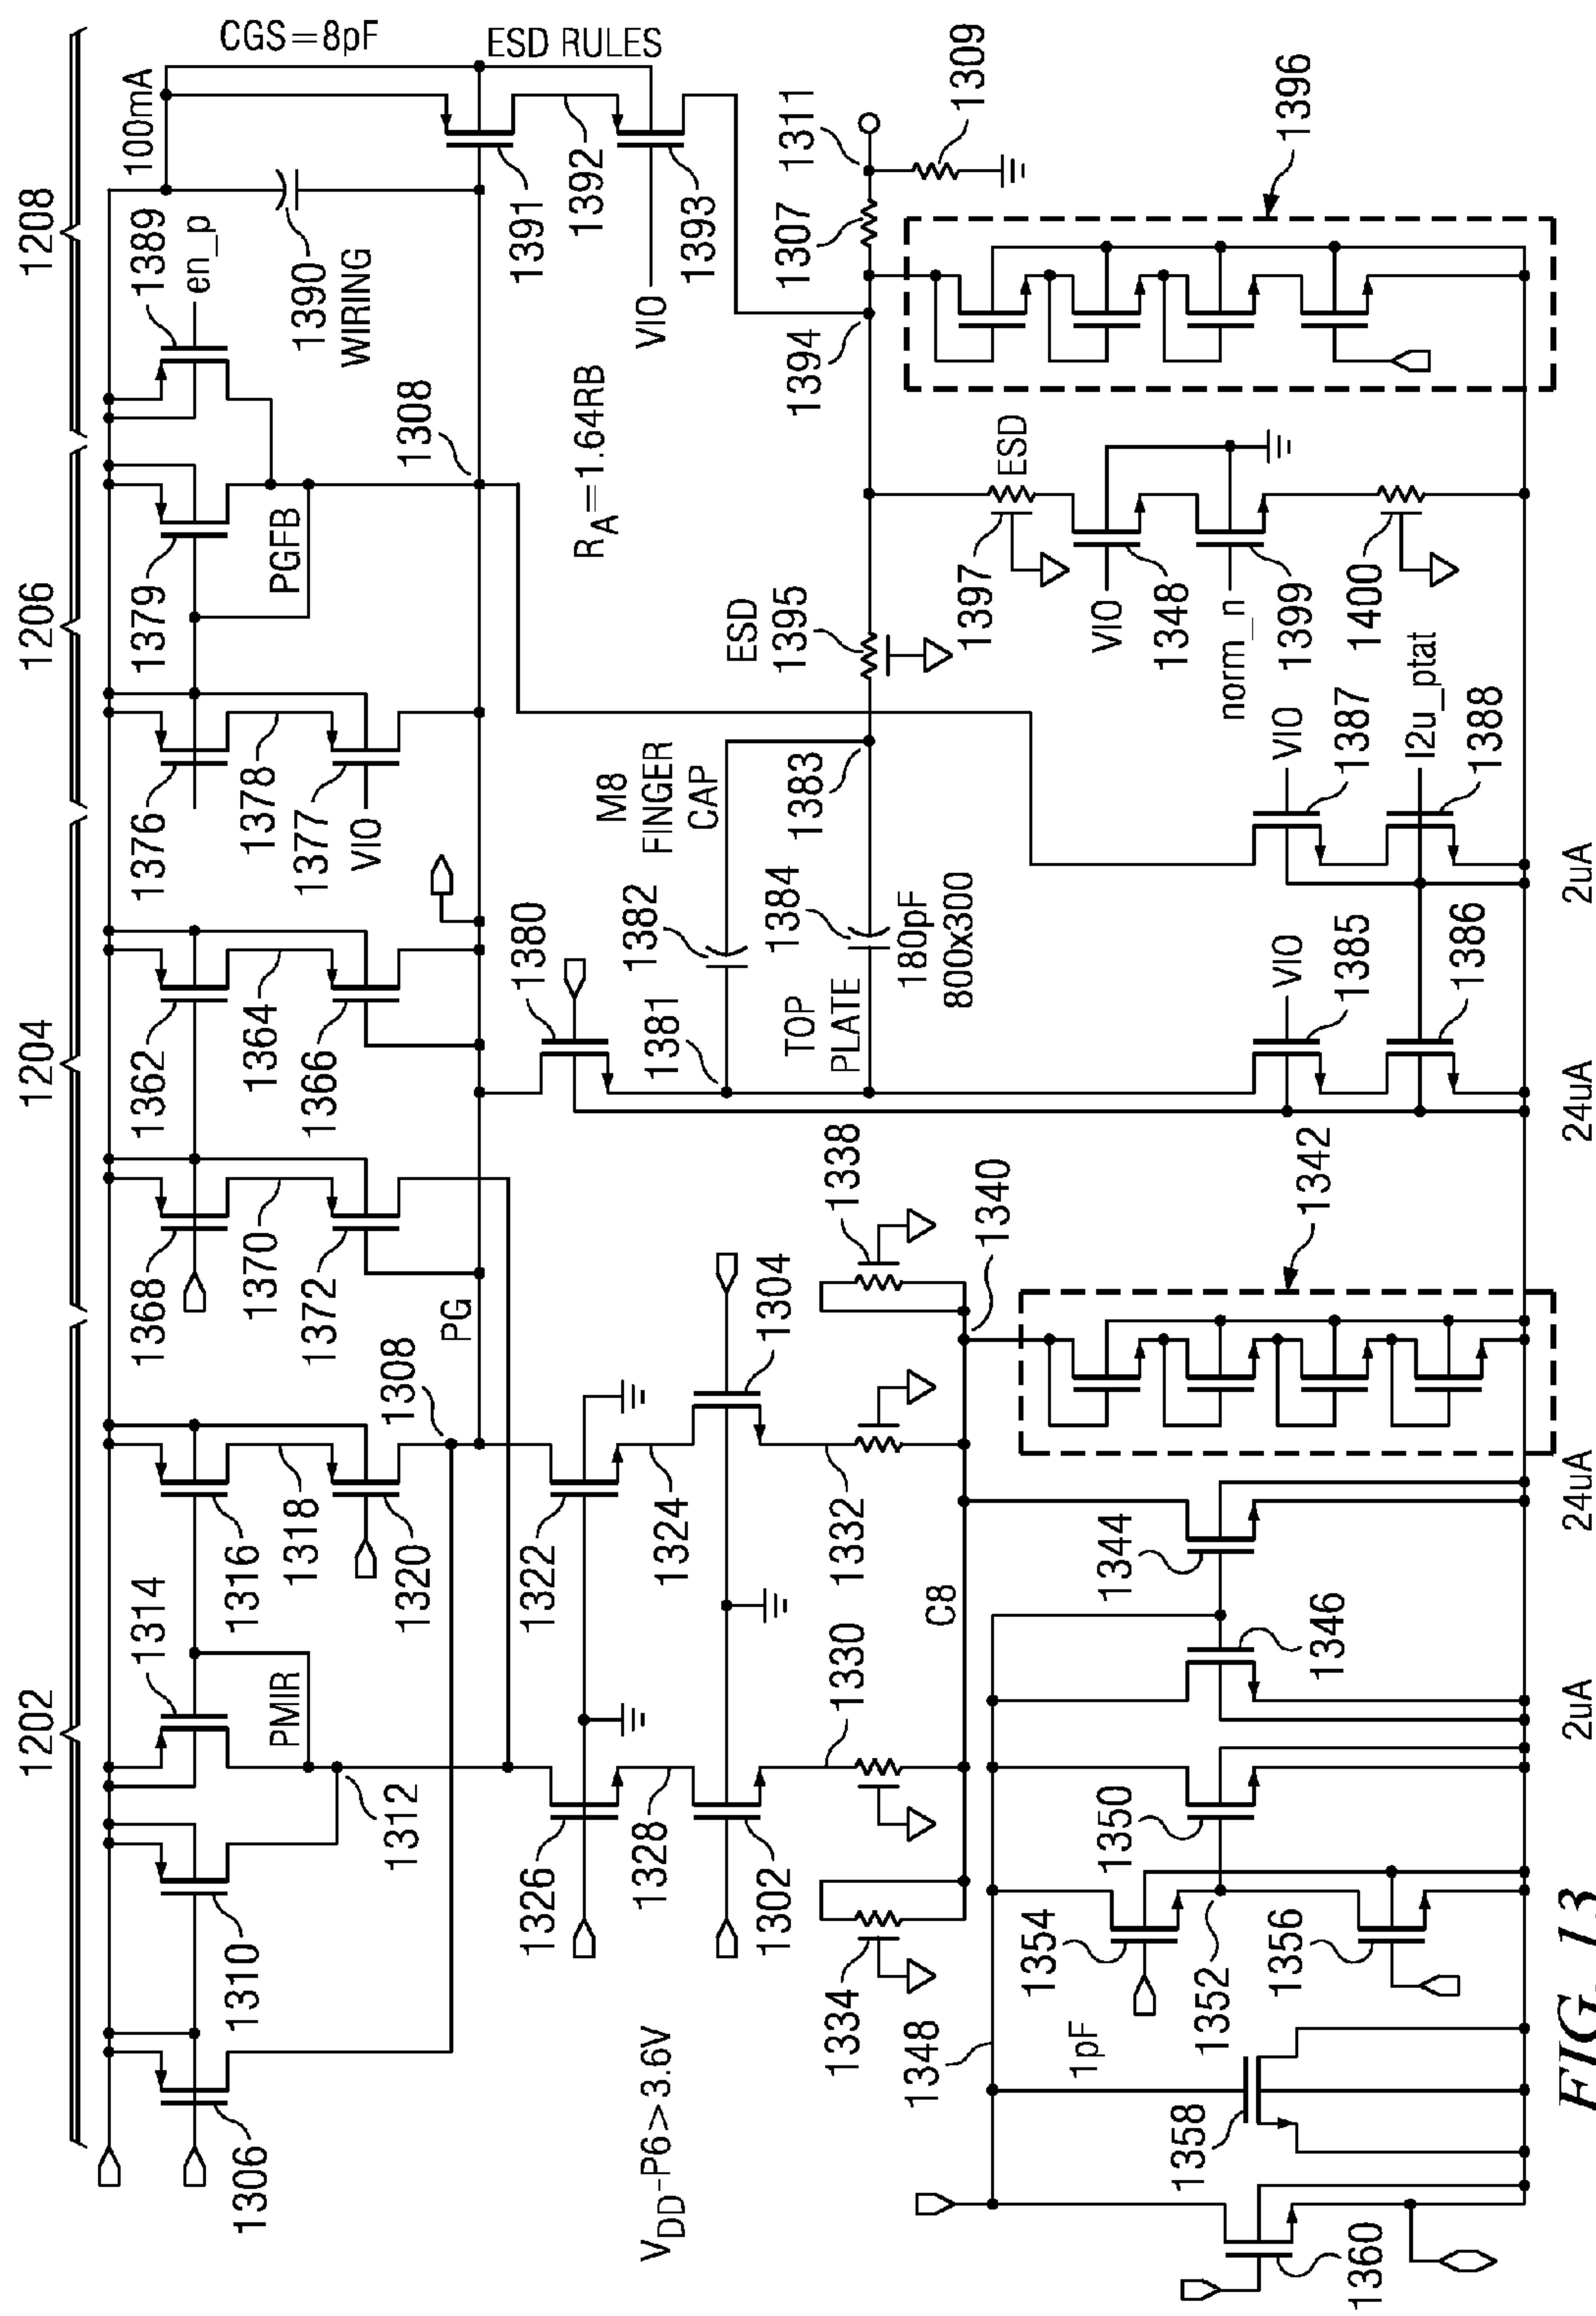 1202
1204
1206
1208
CGS=8pF
ESD RULES
100mA
1389
en_p
1390
WIRING
1391
1392
1393
VIO
1308
R_A=1.64RB
1379
PGFB
1376
1378
1377
VIO
1362
1364
1366
1368
1370
1372
PG
1308
1316
1318
1320
1314
PMIR
1312
1310
1306
1326
1328
1302
1322
1324
1304
1330
1332
1334
1338
1340
C8
V_DD-P6>3.6V
1380
1381
1382
M8
FINGER
CAP
1383
1384
TOP
PLATE
180pF
800x300
ESD
1395
1394
1307
1311
1309
1396
1397
ESD
VIO
1348
norm_n
1399
1400
VIO
1385
1386
VIO
1387
I2u_ptat
1388
1342
1344
1346
1348
1350
1354
1352
1356
1pF
1358
1360
2uA
24uA
24uA
2uA
FIG. 13